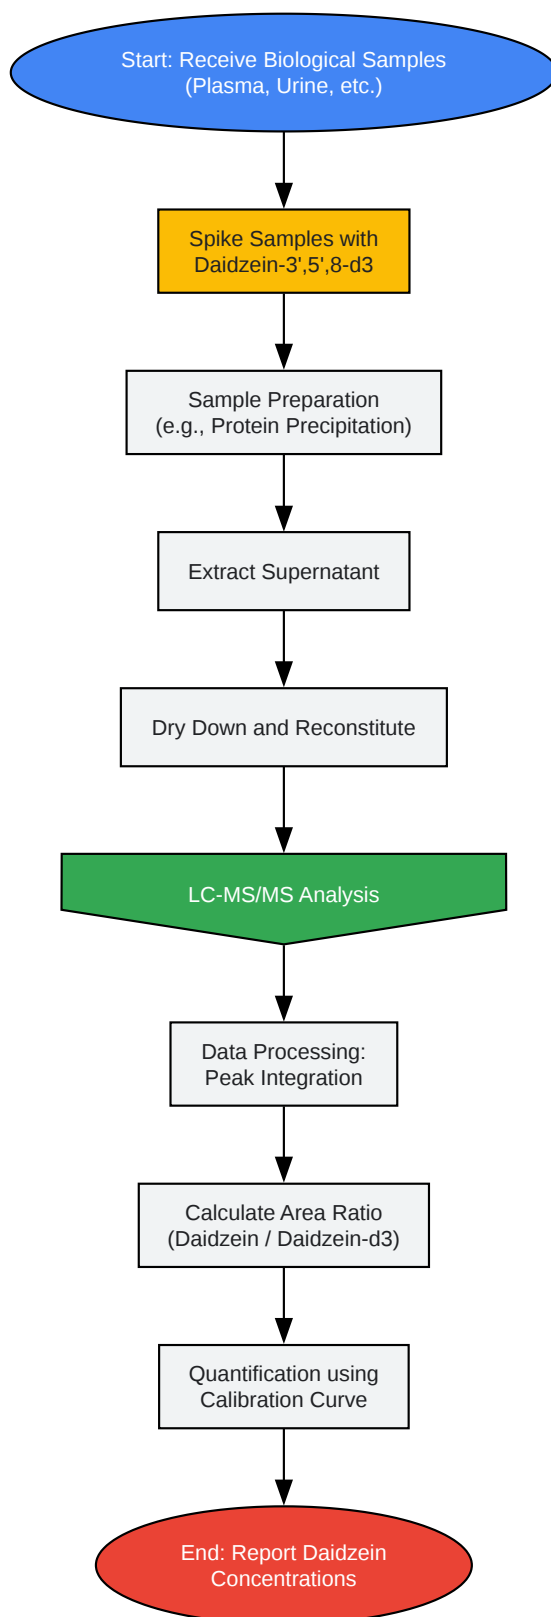 Start: Receive Biological Samples
(Plasma, Urine, etc.)
Spike Samples with
Daidzein-3',5',8-d3
Sample Preparation
(e.g., Protein Precipitation)
Extract Supernatant
Dry Down and Reconstitute
LC-MS/MS Analysis
Data Processing:
Peak Integration
Calculate Area Ratio
(Daidzein / Daidzein-d3)
Quantification using
Calibration Curve
End: Report Daidzein
Concentrations